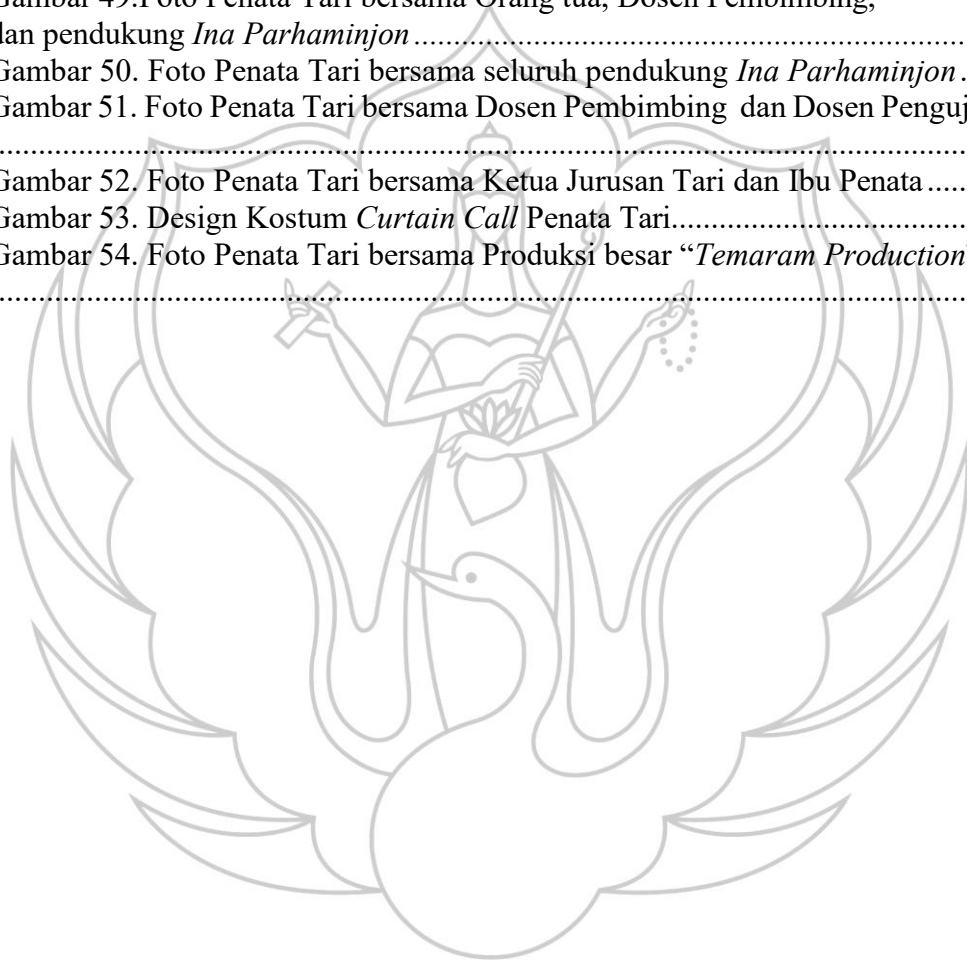 Gambar 49.Foto Penata Tari bersama Orang tua, Dosen Pembimbing,
dan pendukung Ina Parhaminjon........................................................................
Gambar 50. Foto Penata Tari bersama seluruh pendukung Ina Parhaminjon.
Gambar 51. Foto Penata Tari bersama Dosen Pembimbing dan Dosen Penguj
........................................................................................................................
Gambar 52. Foto Penata Tari bersama Ketua Jurusan Tari dan Ibu Penata.....
Gambar 53. Design Kostum Curtain Call Penata Tari......................................
Gambar 54. Foto Penata Tari bersama Produksi besar “Temaram Production”
........................................................................................................................